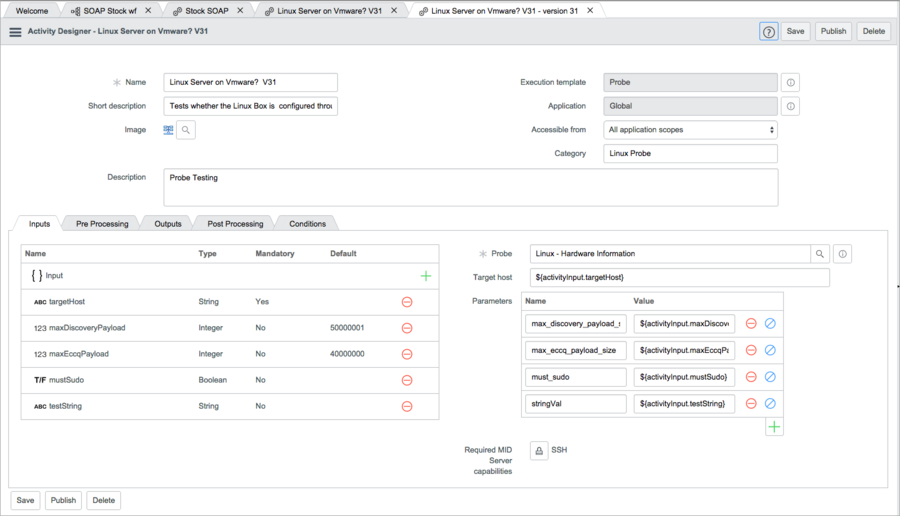 Welcome SOAP Stock wf Stock SOAP Linux Server on Vmware? V31 Linux Server on Vmware? V31 - version 31
Activity Designer - Linux Server on Vmware? V31 ? Save Publish Delete
Name Linux Server on Vmware? V31
Short description Tests whether the Linux Box is configured throu
Image
Execution template Probe
Application Global
Accessible from All application scopes
Category Linux Probe
Description Probe Testing
Inputs Pre Processing Outputs Post Processing Conditions
Name Type Mandatory Default
{ } Input
ABC targetHost String Yes
123 maxDiscoveryPayload Integer No 50000001
123 maxEccqPayload Integer No 40000000
T/F mustSudo Boolean No
ABC testString String No
Probe Linux - Hardware Information
Target host ${activityInput.targetHost}
Parameters Name Value
max_discovery_payload_s ${activityInput.maxDiscove
max_eccq_payload_size ${activityInput.maxEccqPa
must_sudo ${activityInput.mustSudo}
stringVal ${activityInput.testString}
Required MID
Server
capabilities
SSH
Save Publish Delete